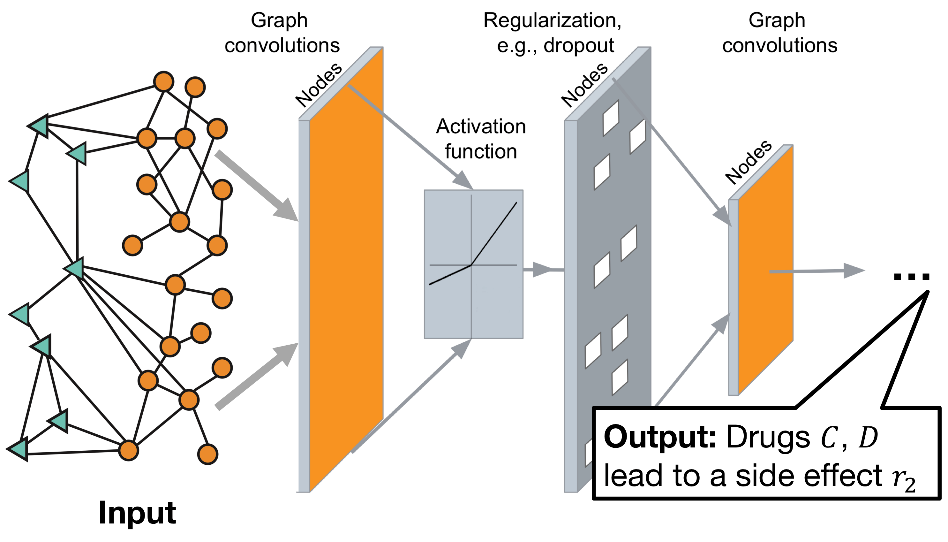 Graph
convolutions
Regularization,
e.g., dropout
Graph
convolutions
Nodes
Activation
function
Nodes
Nodes
...
Output: Drugs C, D
lead to a side effect r₂
Input